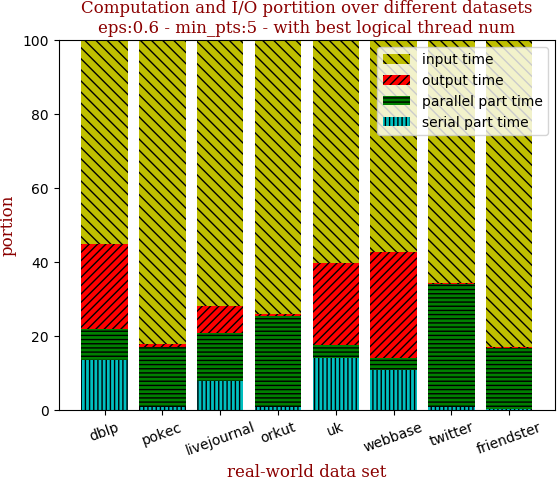 Computation and I/O portition over different datasets
eps:0.6 - min_pts:5 - with best logical thread num
100
80
60
40
20
0
portion
input time
output time
parallel part time
serial part time
dblp
pokec
livejournal
orkut
uk
webbase
twitter
friendster
real-world data set